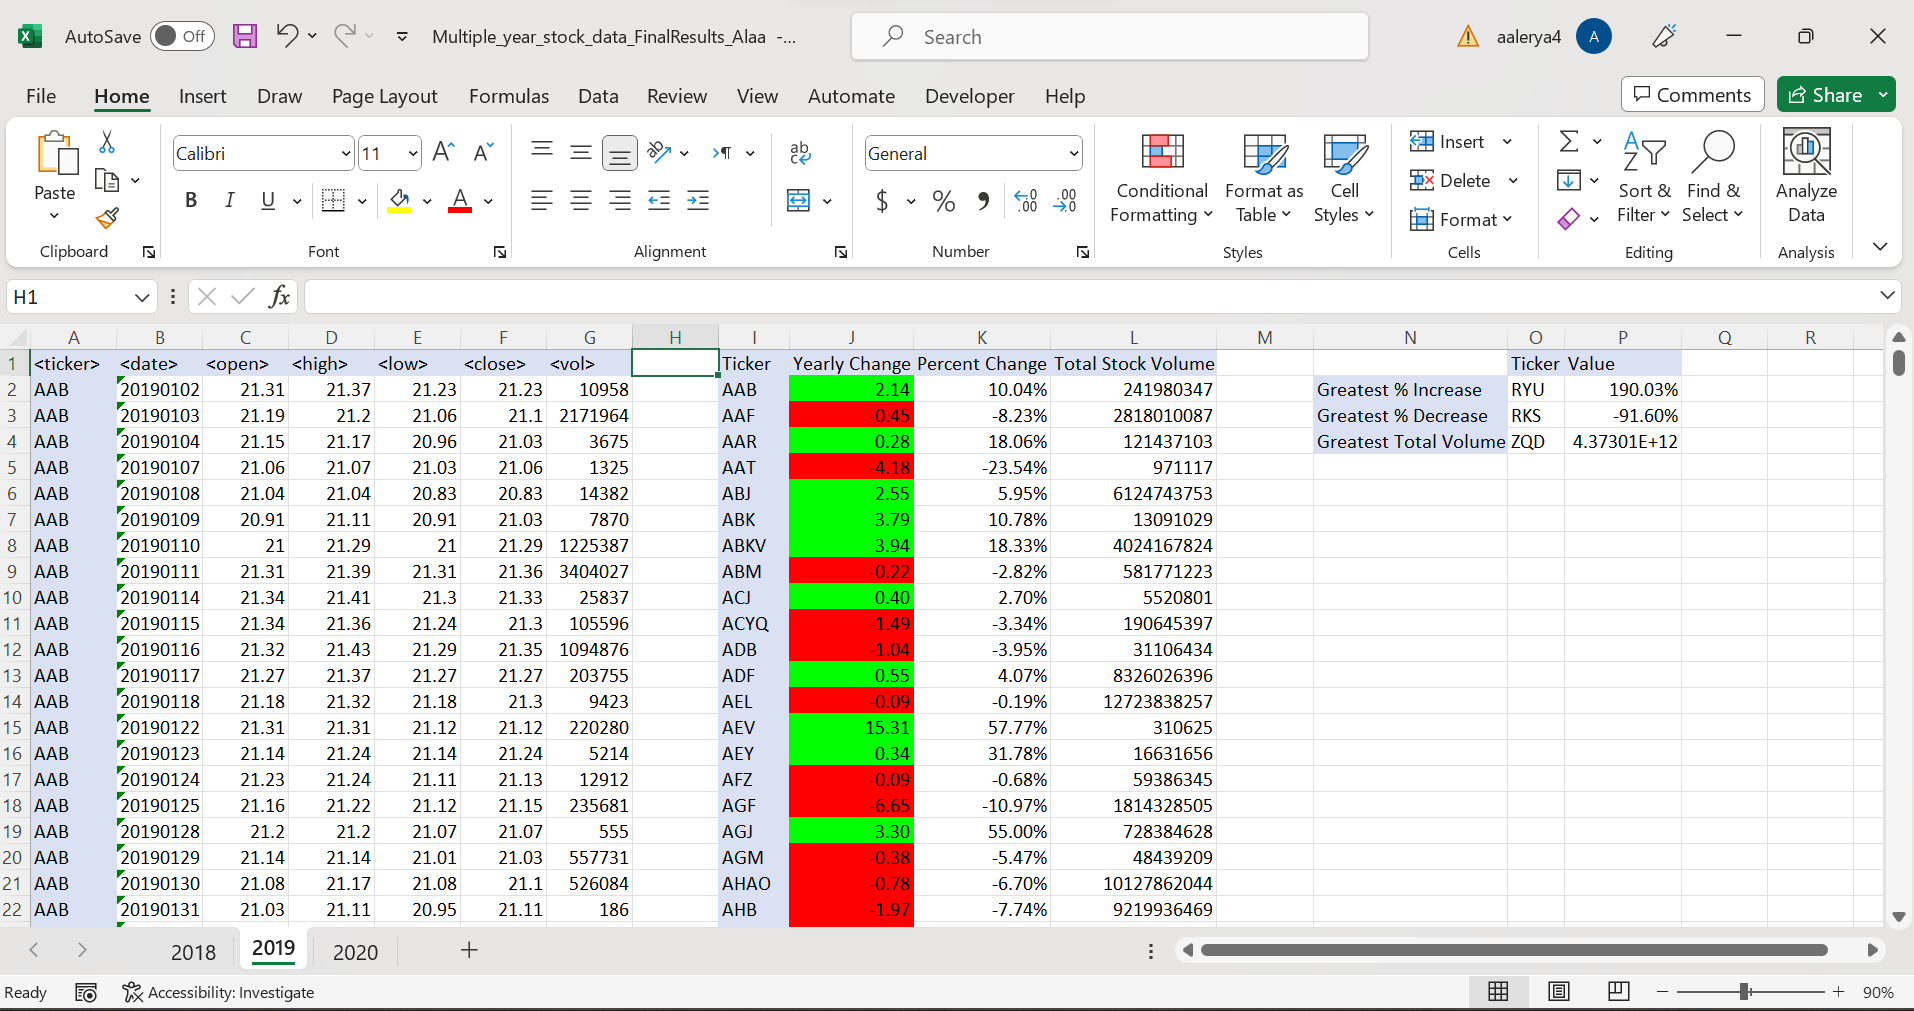 AutoSave Off Multiple_year_stock_data_FinalResults_Alaa -... Search aalerya4 A
File Home Insert Draw Page Layout Formulas Data Review View Automate Developer Help Comments Share
Paste Calibri 11 General Conditional Formatting Format as Table Cell Styles Insert Delete Format Sort & Filter Find & Select Analyze Data
Clipboard Font Alignment Number Styles Cells Editing Analysis
H1 fx
A B C D E F G H I J K L M N O P Q R
1 <ticker> <date> <open> <high> <low> <close> <vol> Ticker Yearly Change Percent Change Total Stock Volume Ticker Value
2 AAB 20190102 21.31 21.37 21.23 21.23 10958 AAB 2.14 10.04% 241980347 Greatest % Increase RYU 190.03%
3 AAB 20190103 21.19 21.2 21.06 21.1 2171964 AAF -0.45 -8.23% 2818010087 Greatest % Decrease RKS -91.60%
4 AAB 20190104 21.15 21.17 20.96 21.03 3675 AAR 0.28 18.06% 121437103 Greatest Total Volume ZQD 4.37301E+12
5 AAB 20190107 21.06 21.07 21.03 21.06 1325 AAT -4.18 -23.54% 971117
6 AAB 20190108 21.04 21.04 20.83 20.83 14382 ABJ 2.55 5.95% 6124743753
7 AAB 20190109 20.91 21.11 20.91 21.03 7870 ABK 3.79 10.78% 13091029
8 AAB 20190110 21 21.29 21 21.29 1225387 ABKV 3.94 18.33% 4024167824
9 AAB 20190111 21.31 21.39 21.31 21.36 3404027 ABM -0.22 -2.82% 581771223
10 AAB 20190114 21.34 21.41 21.3 21.33 25837 ACJ 0.40 2.70% 5520801
11 AAB 20190115 21.34 21.36 21.24 21.3 105596 ACYQ -1.49 -3.34% 190645397
12 AAB 20190116 21.32 21.43 21.29 21.35 1094876 ADB -1.04 -3.95% 31106434
13 AAB 20190117 21.27 21.37 21.27 21.27 203755 ADF 0.55 4.07% 8326026396
14 AAB 20190118 21.18 21.32 21.18 21.3 9423 AEL -0.09 -0.19% 12723838257
15 AAB 20190122 21.31 21.31 21.12 21.12 220280 AEV 15.31 57.77% 310625
16 AAB 20190123 21.14 21.24 21.14 21.24 5214 AEY 0.34 31.78% 16631656
17 AAB 20190124 21.23 21.24 21.11 21.13 12912 AFZ -0.09 -0.68% 59386345
18 AAB 20190125 21.16 21.22 21.12 21.15 235681 AGF -6.65 -10.97% 1814328505
19 AAB 20190128 21.2 21.2 21.07 21.07 555 AGJ 3.30 55.00% 728384628
20 AAB 20190129 21.14 21.14 21.01 21.03 557731 AGM -0.38 -5.47% 48439209
21 AAB 20190130 21.08 21.17 21.08 21.1 526084 AHAO -0.78 -6.70% 10127862044
22 AAB 20190131 21.03 21.11 20.95 21.11 186 AHB -1.97 -7.74% 9219936469
2018 2019 2020
Ready Accessibility: Investigate 90%